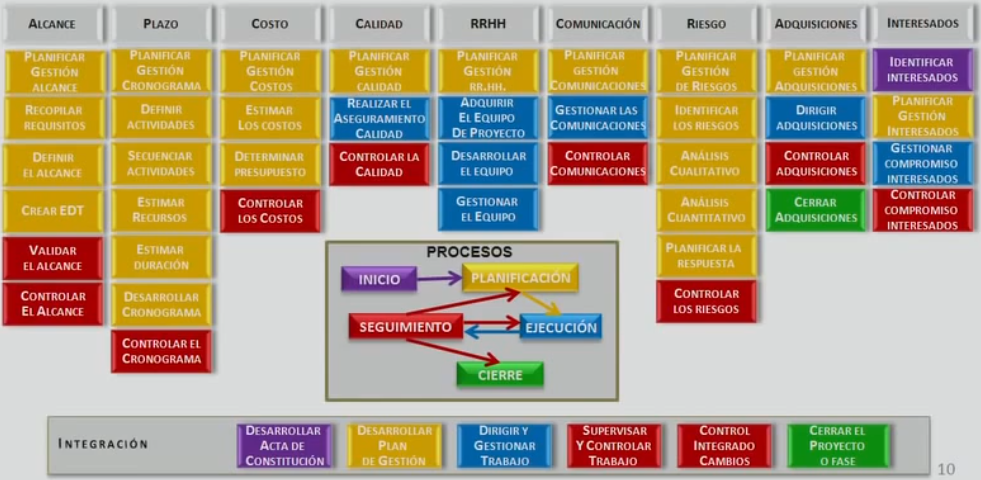 ALCANCE
PLANIFICAR
GESTIÓN
ALCANCE
RECOPILAR
REQUISITOS
DEFINIR
EL ALCANCE
CREAR EDT
VALIDAR
EL ALCANCE
CONTROLAR
EL ALCANCE
PLAZO
PLANIFICAR
GESTIÓN
CRONOGRAMA
DEFINIR
ACTIVIDADES
SECUENCIAR
ACTIVIDADES
ESTIMAR
RECURSOS
ESTIMAR
DURACIÓN
DESARROLLAR
CRONOGRAMA
CONTROLAR EL
CRONOGRAMA
COSTO
PLANIFICAR
GESTIÓN
COSTOS
ESTIMAR
LOS COSTOS
DETERMINAR
PRESUPUESTO
CONTROLAR
LOS COSTOS
CALIDAD
PLANIFICAR
GESTIÓN
CALIDAD
REALIZAR EL
ASEGURAMIENTO
CALIDAD
CONTROLAR LA
CALIDAD
RRHH
PLANIFICAR
GESTIÓN
RR.HH.
ADQUIRIR
EL EQUIPO
DE PROYECTO
DESARROLLAR
EL EQUIPO
GESTIONAR
EL EQUIPO
COMUNICACIÓN
PLANIFICAR
GESTIÓN
COMUNICACIONES
GESTIONAR LAS
COMUNICACIONES
CONTROLAR
COMUNICACIONES
RIESGO
PLANIFICAR
GESTIÓN
DE RIESGOS
IDENTIFICAR
LOS RIESGOS
ANÁLISIS
CUALITATIVO
ANÁLISIS
CUANTITATIVO
PLANIFICAR LA
RESPUESTA
CONTROLAR
LOS RIESGOS
ADQUISICIONES
PLANIFICAR
GESTIÓN
ADQUISICIONES
DIRIGIR
ADQUISICIONES
CONTROLAR
ADQUISICIONES
CERRAR
ADQUISICIONES
INTERESADOS
IDENTIFICAR
INTERESADOS
PLANIFICAR
GESTIÓN
INTERESADOS
GESTIONAR
COMPROMISO
INTERESADOS
CONTROLAR
COMPROMISO
INTERESADOS
PROCESOS
INICIO
PLANIFICACIÓN
SEGUIMIENTO
EJECUCIÓN
CIERRE
INTEGRACIÓN
DESARROLLAR
ACTA DE
CONSTITUCIÓN
DESARROLLAR
PLAN
DE GESTIÓN
DIRIGIR Y
GESTIONAR
TRABAJO
SUPERVISAR
Y CONTROLAR
TRABAJO
CONTROL
INTEGRADO
CAMBIOS
CERRAR EL
PROYECTO
O FASE
10